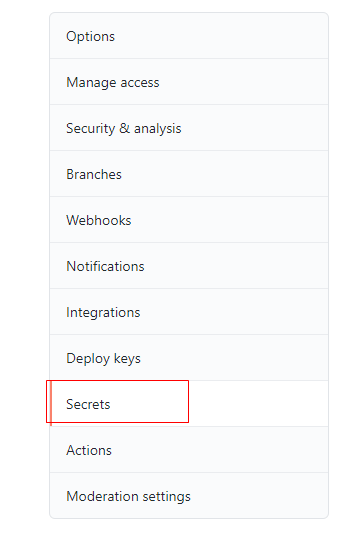 Options
Manage access
Security & analysis
Branches
Webhooks
Notifications
Integrations
Deploy keys
Secrets
Actions
Moderation settings